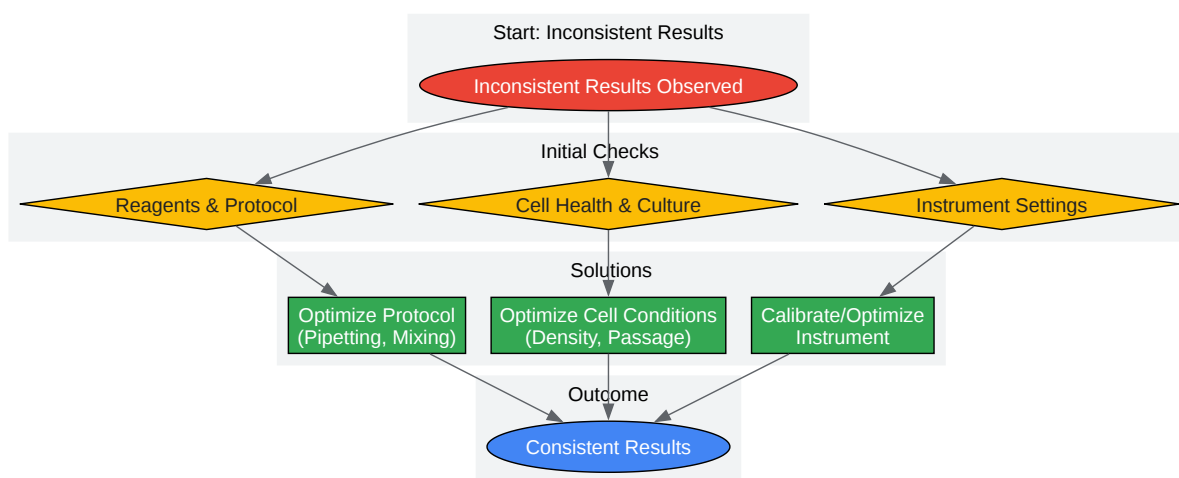 Start: Inconsistent Results
Inconsistent Results Observed
Initial Checks
Reagents & Protocol
Cell Health & Culture
Instrument Settings
Solutions
Optimize Protocol
(Pipetting, Mixing)
Optimize Cell Conditions
(Density, Passage)
Calibrate/Optimize
Instrument
Outcome
Consistent Results